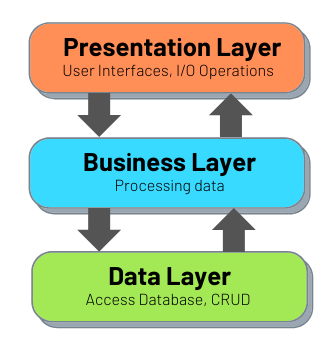 Presentation Layer
User Interfaces, I/O Operations
Business Layer
Processing data
Data Layer
Access Database, CRUD